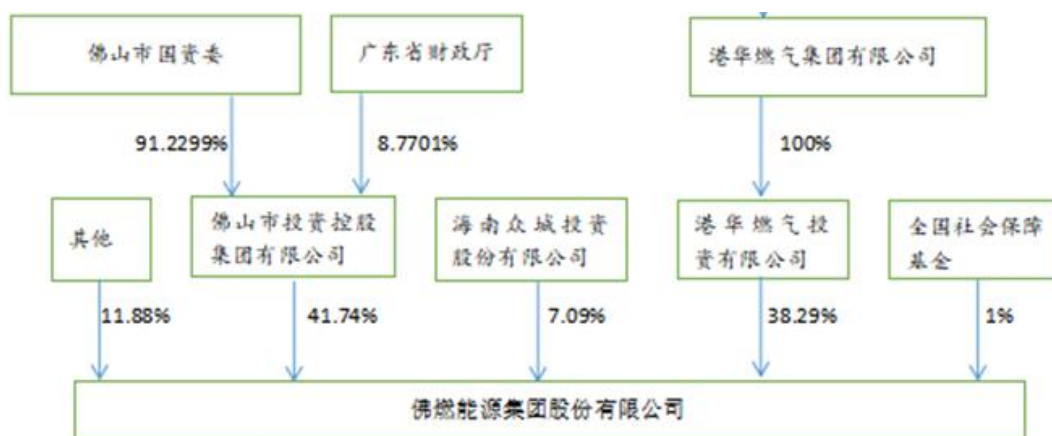 佛山市国资委
广东省财政厅
港华燃气集团有限公司
91.2299%
8.7701%
100%
其他
佛山市投资控股
集团有限公司
海南众城投资
股份有限公司
港华燃气投
资有限公司
全国社会保障
基金
11.88%
41.74%
7.09%
38.29%
1%
佛燃能源集团股份有限公司